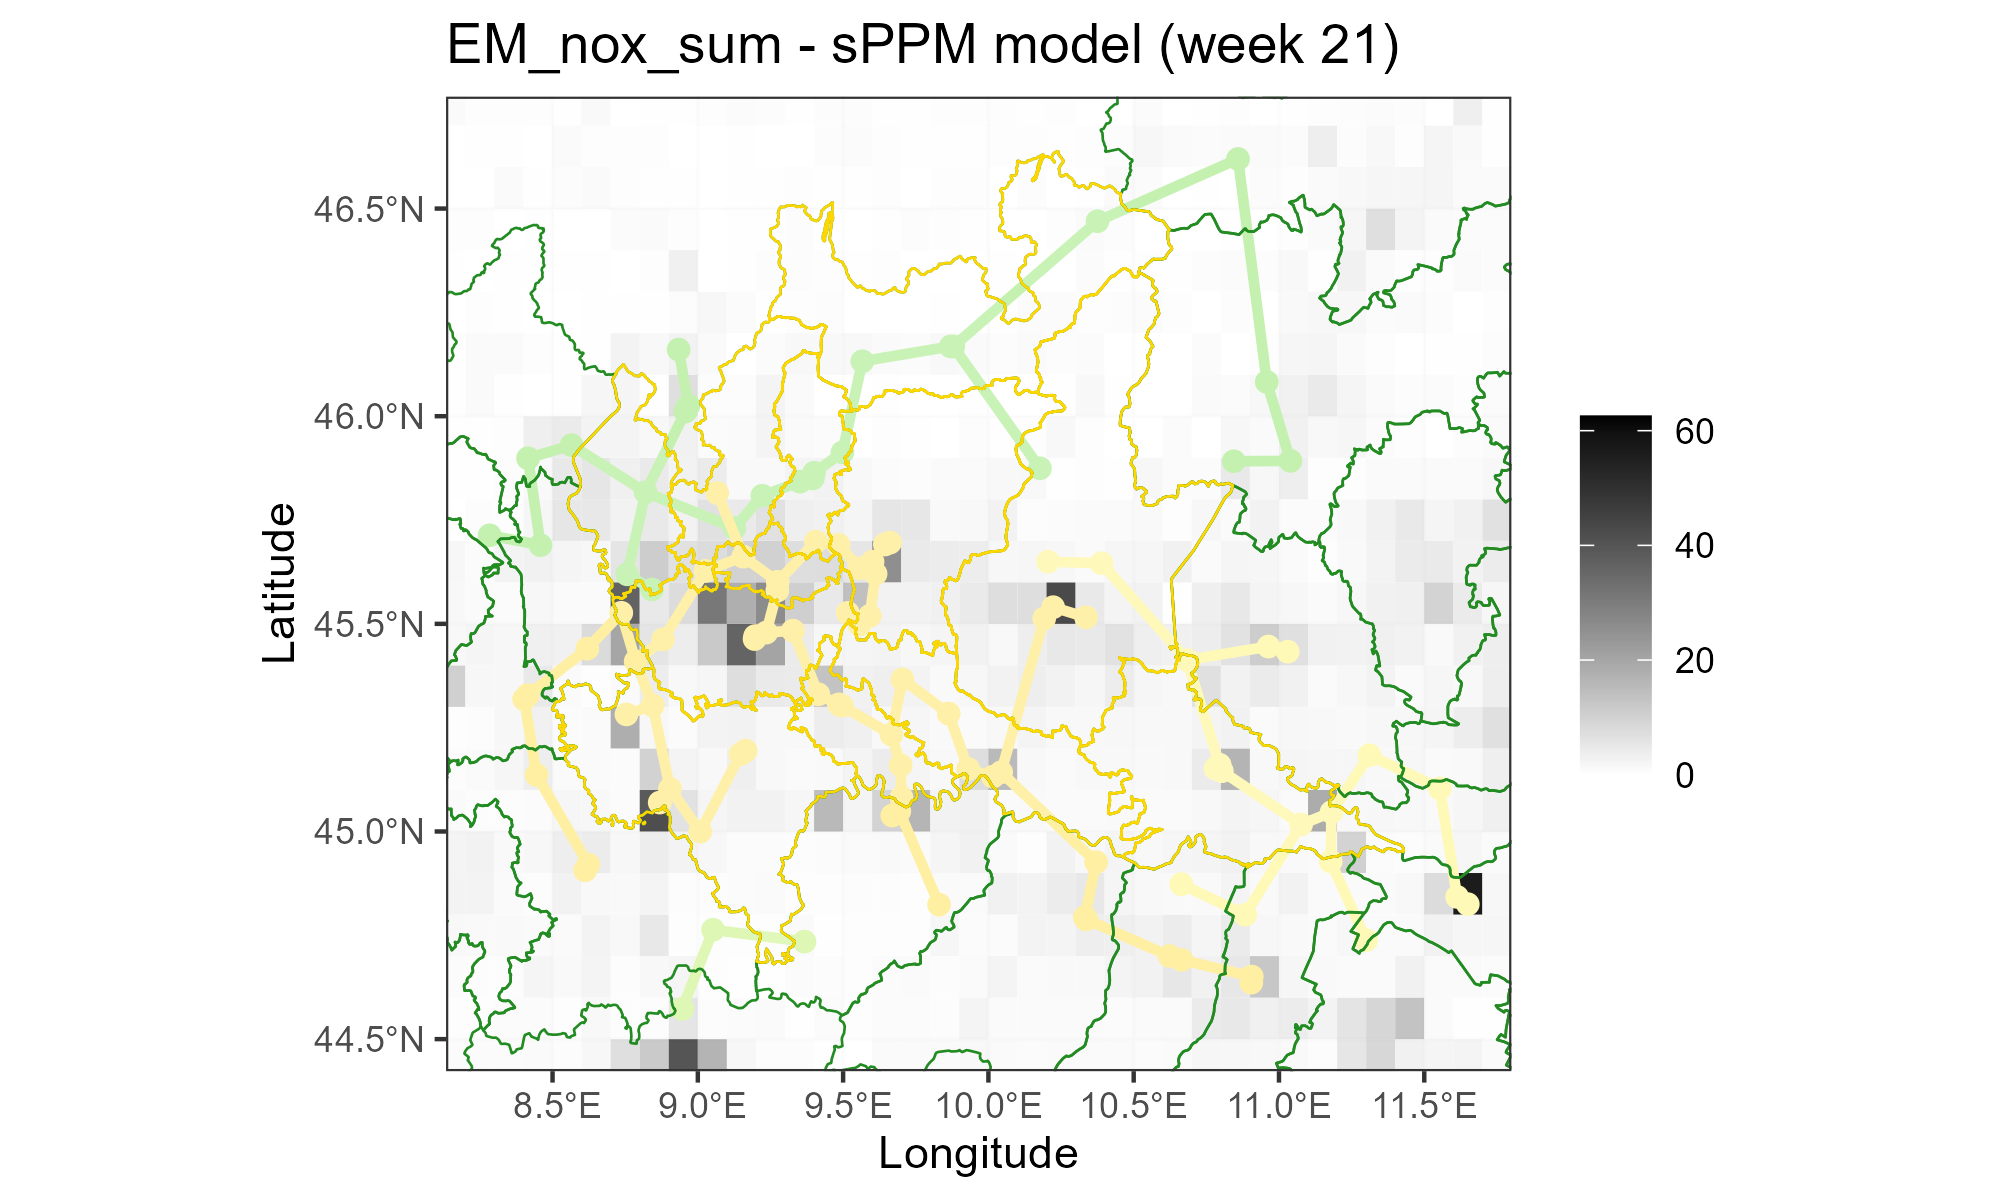 EM_nox_sum - sPPM model (week 21)
46.5°N
46.0°N
45.5°N
45.0°N
44.5°N
Latitude
8.5°E
9.0°E
9.5°E
10.0°E
10.5°E
11.0°E
11.5°E
Longitude
60
40
20
0